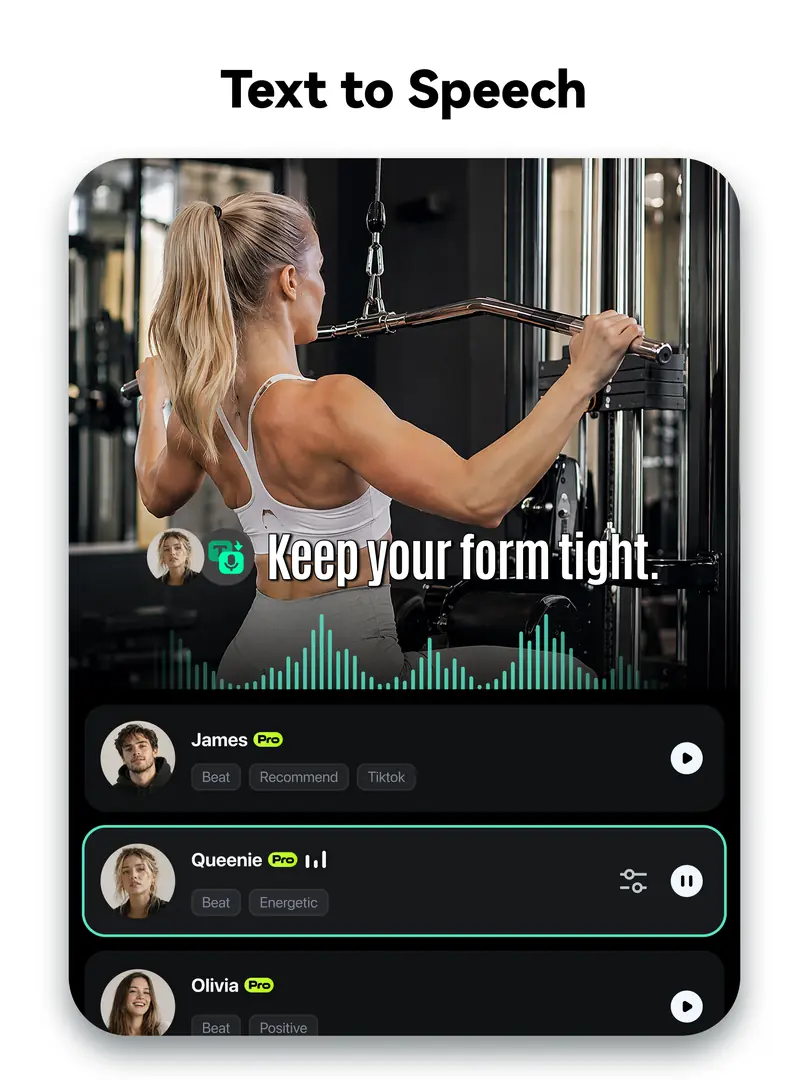 Text to Speech
Keep your form tight.
James Pro
Beat Recommend Tiktok
Queenie Pro
Beat Energetic
Olivia Pro
Beat Positive